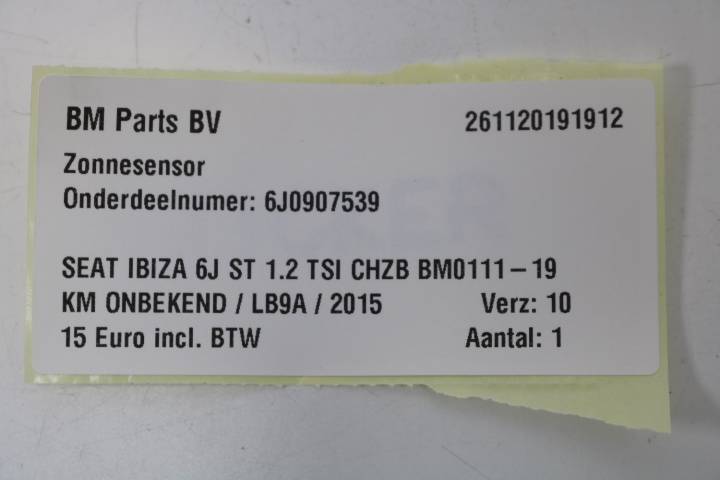 BM Parts BV 261120191912
Zonnesensor
Onderdeelnumer: 6J0907539
SEAT IBIZA 6J ST 1.2 TSI CHZB BM0111-19
KM ONBEKEND / LB9A / 2015 Verz: 10
15 Euro incl. BTW Aantal: 1